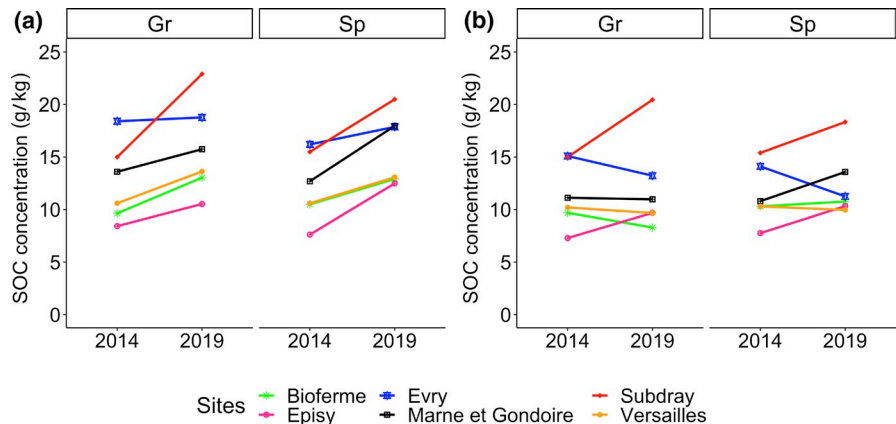 (a)
Gr
Sp
SOC concentration (g/kg)
25
20
15
10
5
0
2014
2019
2014
2019
(b)
Gr
Sp
SOC concentration (g/kg)
25
20
15
10
5
0
2014
2019
2014
2019
Sites
Bioferme
Evry
Subdray
Episy
Marne et Gondoire
Versailles